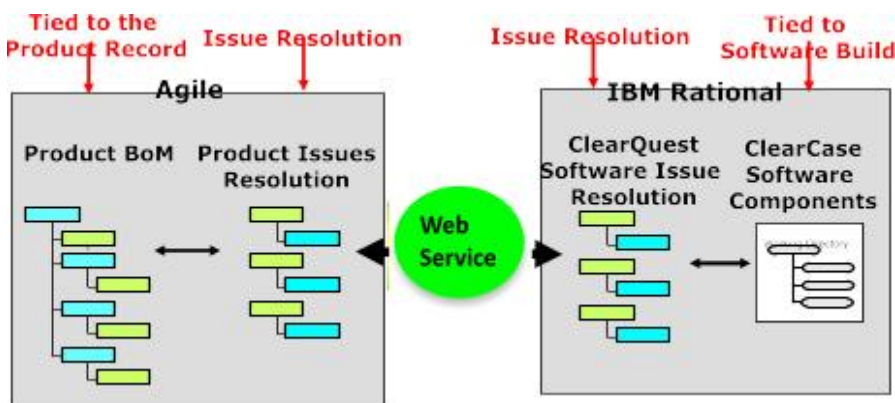 Tied to the
Product Record
Issue Resolution
Issue Resolution
Tied to
Software Build
Agile
IBM Rational
Product BoM
Product Issues
Resolution
ClearQuest
Software Issue
Resolution
ClearCase
Software
Components
Web
Service
Directory